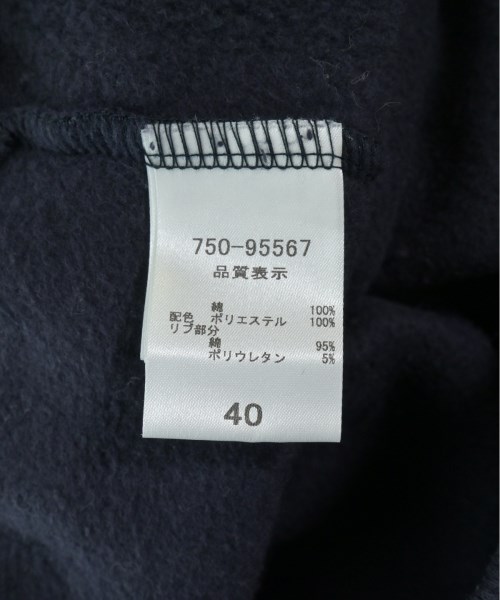 750-95567
品質表示
綿 100%
配色 ポリエステル 100%
リブ部分
綿 95%
ポリウレタン 5%
40